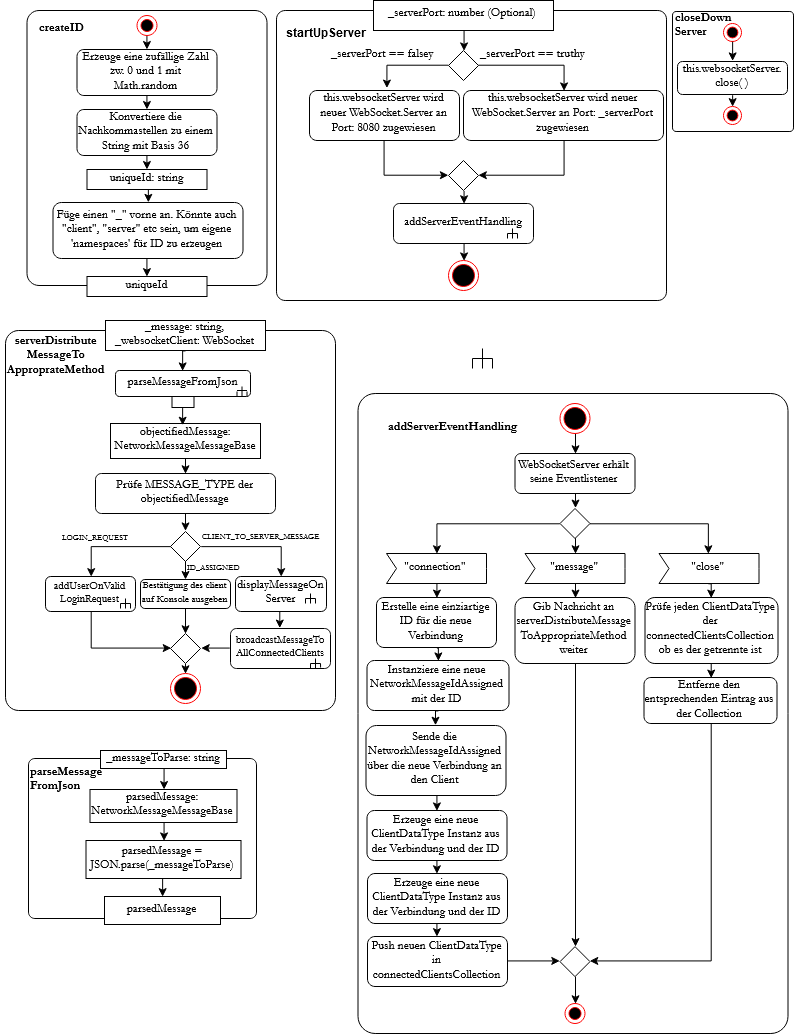 createID
Erzeuge eine zufällige Zahl
zw. 0 und 1 mit
Math.random
Konvertiere die
Nachkommastellen zu einem
String mit Basis 36
uniqueId: string
Füge einen "_" vorne an. Könnte auch
"client", "server" etc sein, um eigene
'namespaces' für ID zu erzeugen
uniqueId
_serverPort: number (Optional)
startUpServer
_serverPort == falsey
_serverPort == truthy
this.websocketServer wird
neuer WebSocket.Server an
Port: 8080 zugewiesen
this.websocketServer wird neuer
WebSocket.Server an Port: _serverPort
zugewiesen
addServerEventHandling
closeDown
Server
this.websocketServer.
close( )
_message: string,
_websocketClient: WebSocket
serverDistribute
MessageTo
ApproprateMethod
parseMessageFromJson
objectifiedMessage:
NetworkMessageMessageBase
Prüfe MESSAGE_TYPE der
objectifiedMessage
LOGIN_REQUEST
CLIENT_TO_SERVER_MESSAGE
ID_ASSIGNED
addUserOnValid
LoginRequest
Bestätigung des client
auf Konsole ausgeben
displayMessageOn
Server
broadcastMessageTo
AllConnectedClients
_messageToParse: string
parseMessage
FromJson
parsedMessage:
NetworkMessageMessageBase
parsedMessage =
JSON.parse(_messageToParse)
parsedMessage
addServerEventHandling
WebSocketServer erhält
seine Eventlistener
"connection"
"message"
"close"
Erstelle eine einziartige
ID für die neue
Verbindung
Instanziere eine neue
NetworkMessageIdAssigned
mit der ID
Sende die
NetworkMessageIdAssigned
über die neue Verbindung an
den Client
Erzeuge eine neue
ClientDataType Instanz aus
der Verbindung und der ID
Erzeuge eine neue
ClientDataType Instanz aus
der Verbindung und der ID
Push neuen ClientDataType
in
connectedClientsCollection
Gib Nachricht an
serverDistributeMessage
ToAppropriateMethod
weiter
Prüfe jeden ClientDataType
der
connectedClientsCollection
ob es der getrennte ist
Entferne den
entsprechenden Eintrag aus
der Collection